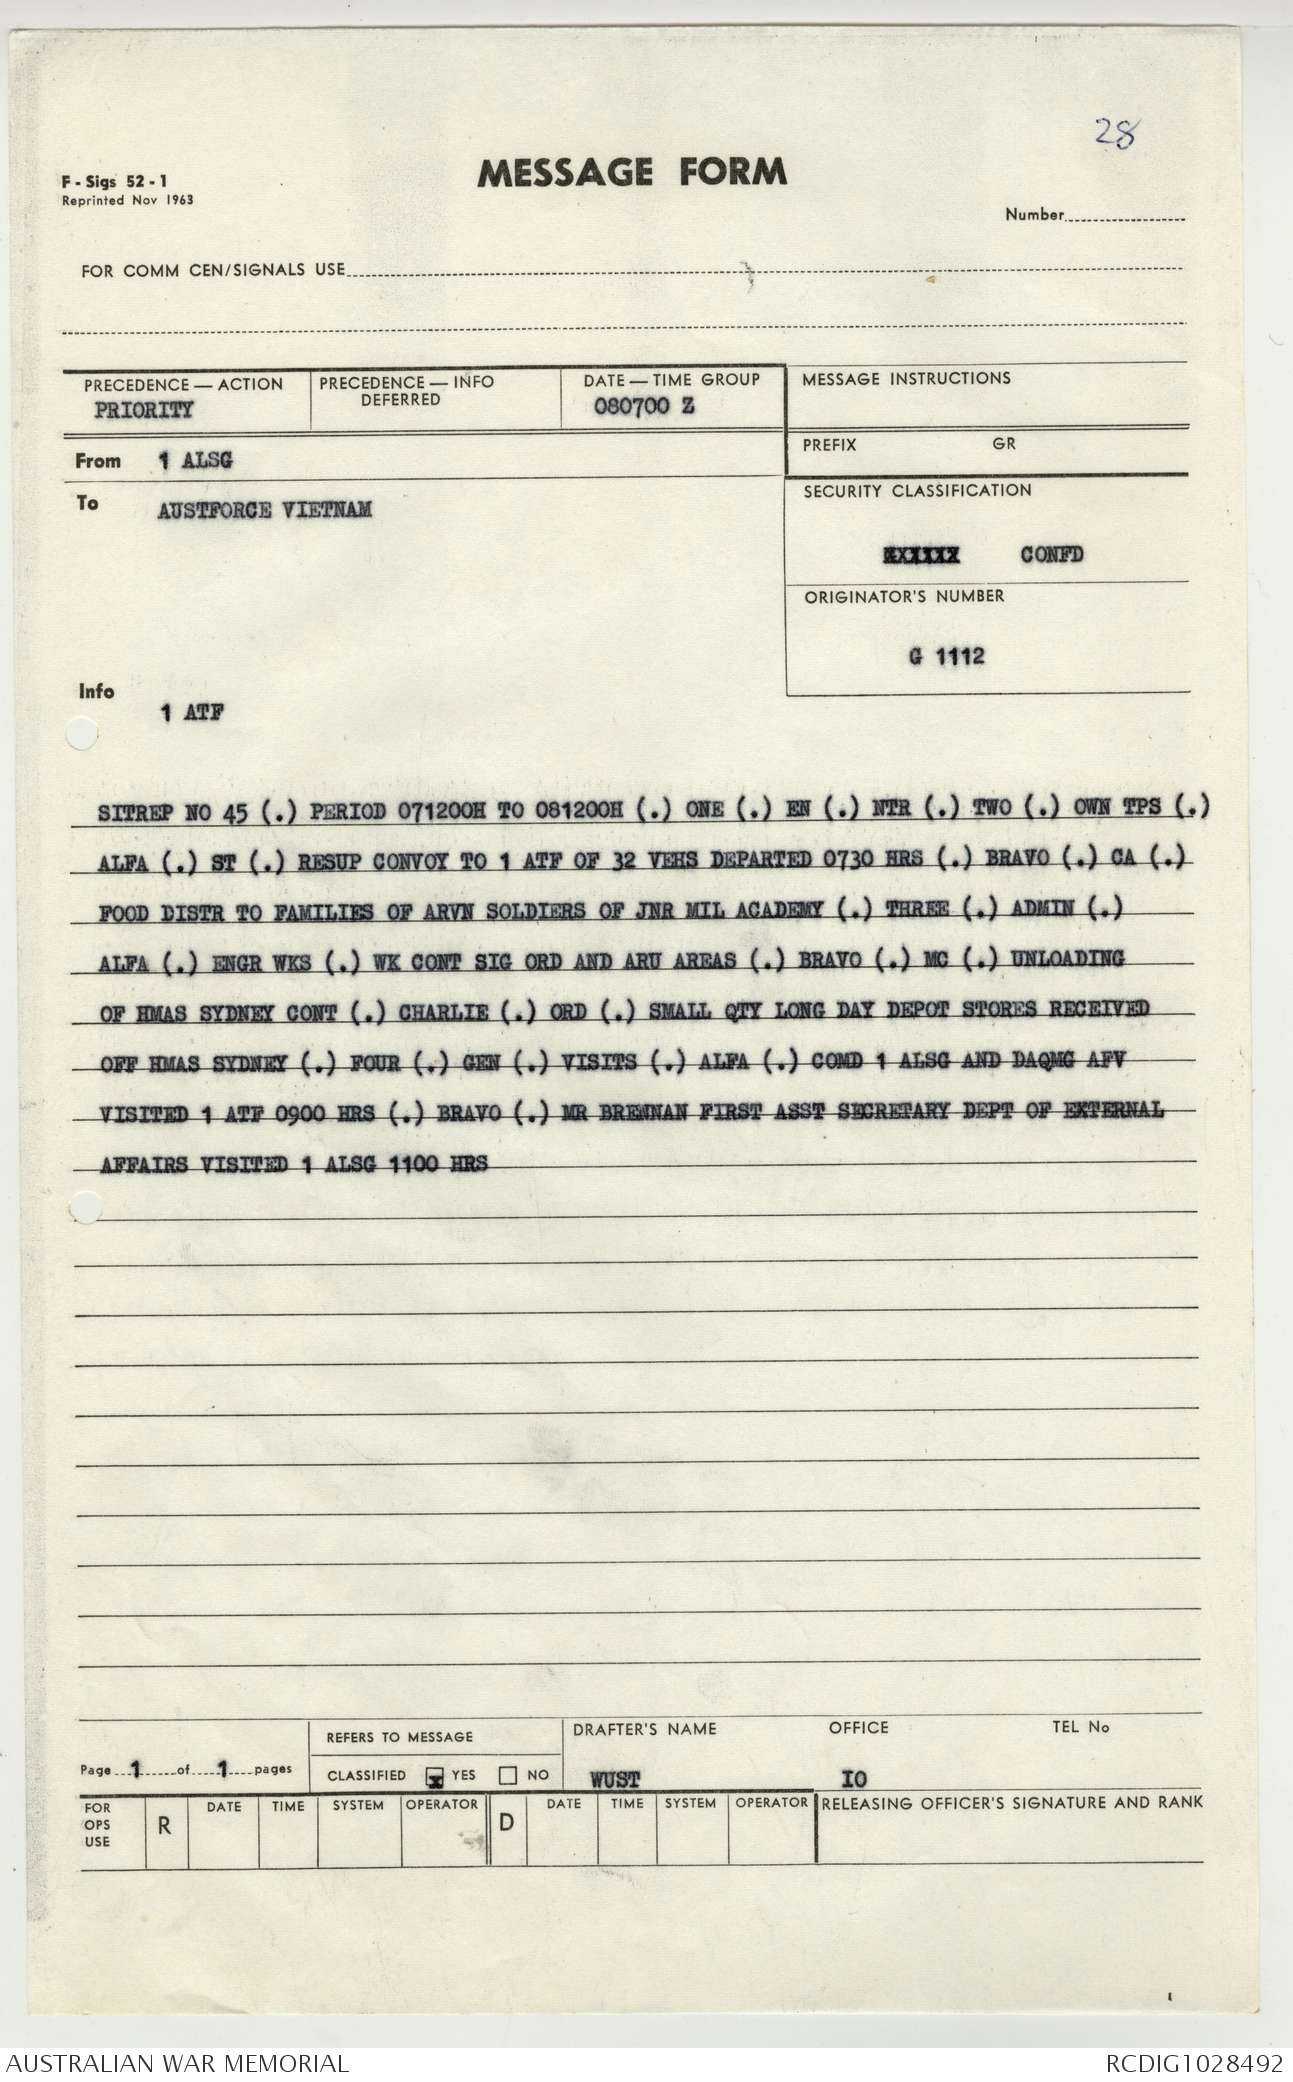 28
MESSAGE FORM
F - Sigs 52 - 1
Reprinted Nov 1963
Number
FOR COMM CEN/SIGNALS USE
PRECEDENCE — ACTION
PRIORITY
PRECEDENCE — INFO
DEFERRED
DATE — TIME GROUP
080700 Z
MESSAGE INSTRUCTIONS
PREFIX GR
From 1 ALSG
To AUSTFORCE VIETNAM
SECURITY CLASSIFICATION
CONFD
ORIGINATOR'S NUMBER
G 1112
Info
1 ATF
SITREP NO 45 (.) PERIOD 071200H TO 081200H (.) ONE (.) EN (.) NTR (.) TWO (.) OWN TPS (.)
ALFA (.) ST (.) RESUP CONVOY TO 1 ATF OF 32 VEHS DEPARTED 0730 HRS (.) BRAVO (.) CA (.)
FOOD DISTR TO FAMILIES OF ARVN SOLDIERS OF JNR MIL ACADEMY (.) THREE (.) ADMIN (.)
ALFA (.) ENGR WKS (.) WK CONT SIG ORD AND ARU AREAS (.) BRAVO (.) MC (.) UNLOADING
OF HMAS SYDNEY CONT (.) CHARLIE (.) ORD (.) SMALL QTY LONG DAY DEPOT STORES RECEIVED
OFF HMAS SYDNEY (.) FOUR (.) GEN (.) VISITS (.) ALFA (.) COMD 1 ALSG AND DAQMG AFV
VISITED 1 ATF 0900 HRS (.) BRAVO (.) MR BRENNAN FIRST ASST SECRETARY DEPT OF EXTERNAL
AFFAIRS VISITED 1 ALSG 1100 HRS
Page 1 of 1 pages
REFERS TO MESSAGE
CLASSIFIED x YES NO
DRAFTER'S NAME OFFICE TEL No
WUST IO
FOR OPS USE
R DATE TIME SYSTEM OPERATOR
D DATE TIME SYSTEM OPERATOR
RELEASING OFFICER'S SIGNATURE AND RANK
AUSTRALIAN WAR MEMORIAL
RCDIG1028492